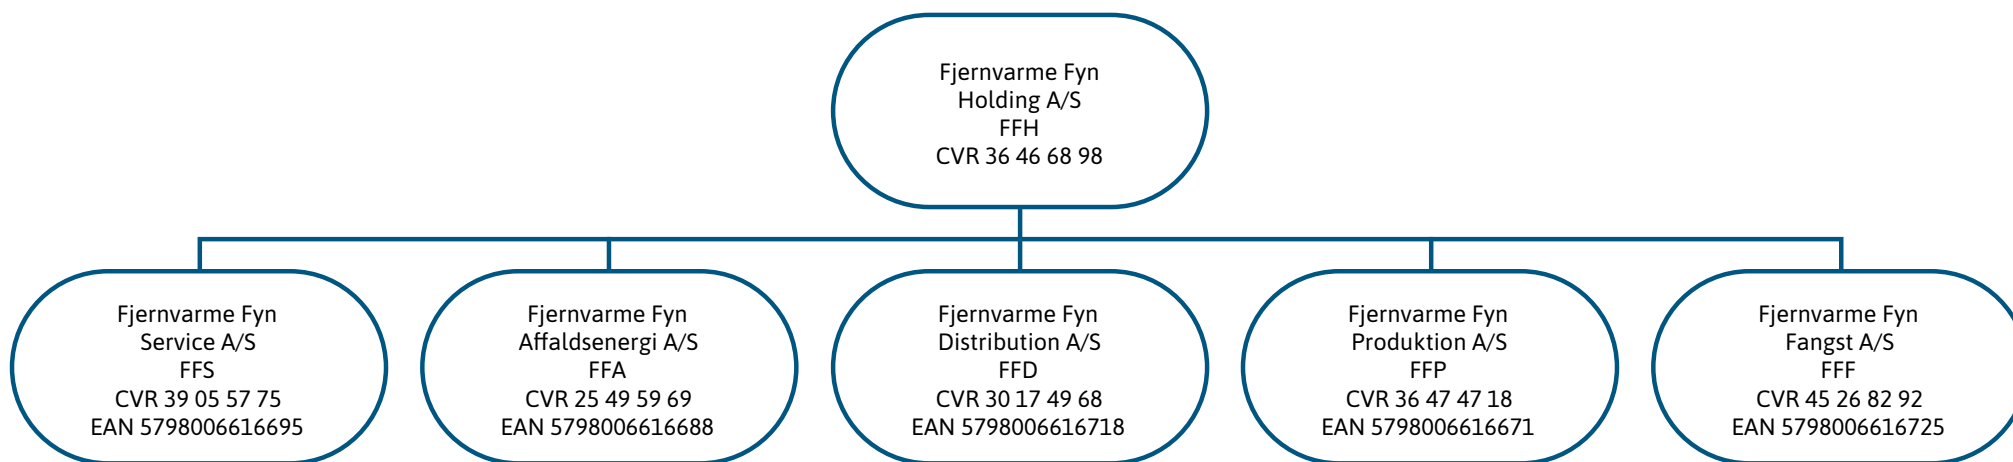 Fjernvarme Fyn
Holding A/S
FFH
CVR 36 46 68 98
Fjernvarme Fyn
Service A/S
FFS
CVR 39 05 57 75
EAN 5798006616695
Fjernvarme Fyn
Affaldsenergi A/S
FFA
CVR 25 49 59 69
EAN 5798006616688
Fjernvarme Fyn
Distribution A/S
FFD
CVR 30 17 49 68
EAN 5798006616718
Fjernvarme Fyn
Produktion A/S
FFP
CVR 36 47 47 18
EAN 5798006616671
Fjernvarme Fyn
Fangst A/S
FFF
CVR 45 26 82 92
EAN 5798006616725